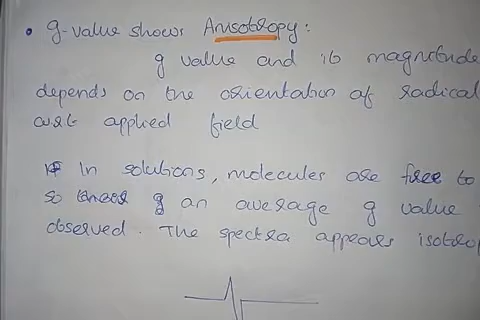 • g-value shows Anisotropy:
g value and its magnitude
depends on the orientation of radical
w.r.t applied field
In solutions, molecules are free to
so g an average g value
observed. The spectra appears isotrop